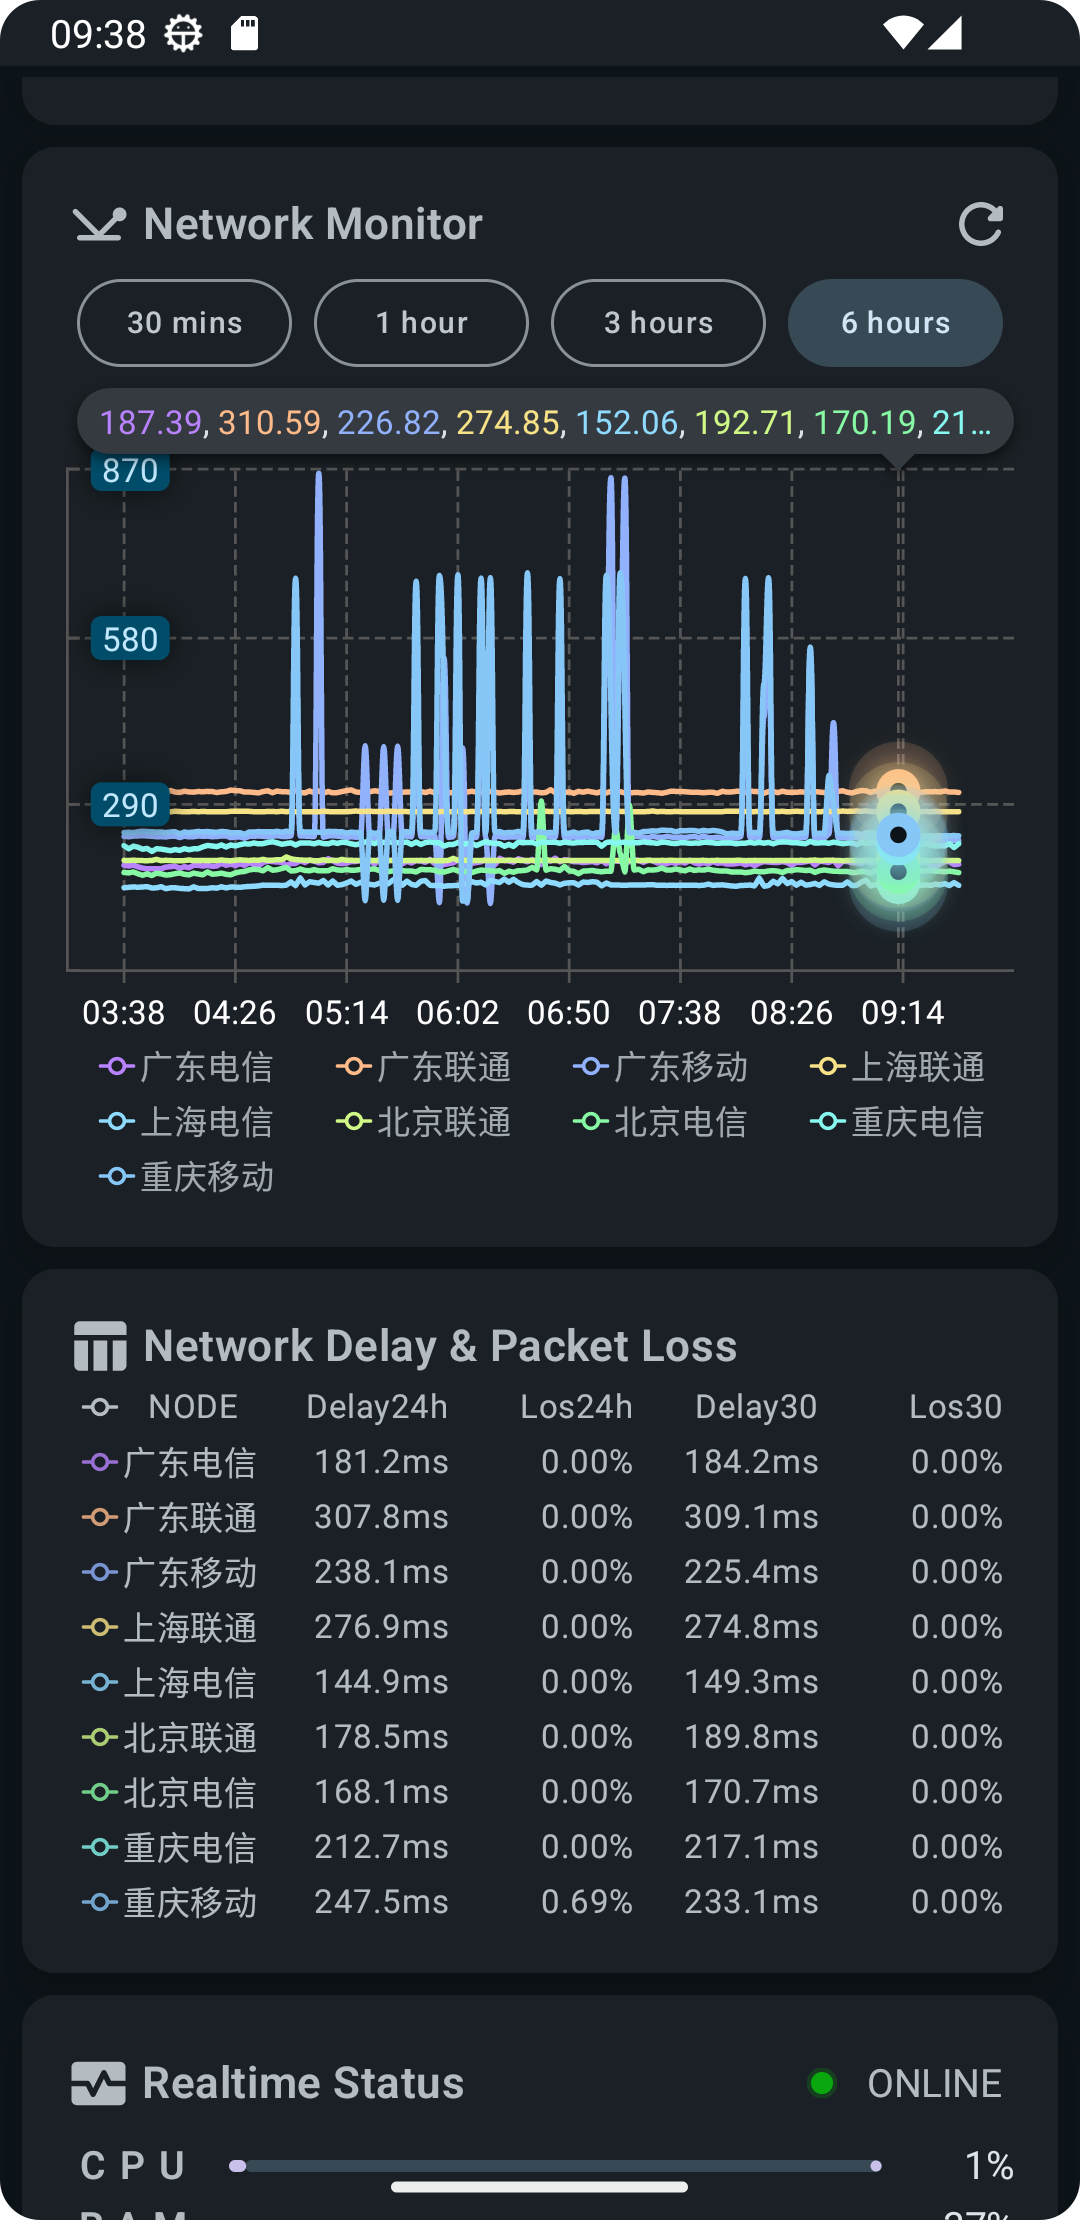 09:38
Network Monitor
30 mins 1 hour 3 hours 6 hours
187.39, 310.59, 226.82, 274.85, 152.06, 192.71, 170.19, 21…
870
580
290
03:38 04:26 05:14 06:02 06:50 07:38 08:26 09:14
广东电信 广东联通 广东移动 上海联通
上海电信 北京联通 北京电信 重庆电信
重庆移动
Network Delay & Packet Loss
NODE Delay24h Los24h Delay30 Los30
广东电信 181.2ms 0.00% 184.2ms 0.00%
广东联通 307.8ms 0.00% 309.1ms 0.00%
广东移动 238.1ms 0.00% 225.4ms 0.00%
上海联通 276.9ms 0.00% 274.8ms 0.00%
上海电信 144.9ms 0.00% 149.3ms 0.00%
北京联通 178.5ms 0.00% 189.8ms 0.00%
北京电信 168.1ms 0.00% 170.7ms 0.00%
重庆电信 212.7ms 0.00% 217.1ms 0.00%
重庆移动 247.5ms 0.69% 233.1ms 0.00%
Realtime Status ONLINE
CPU 1%